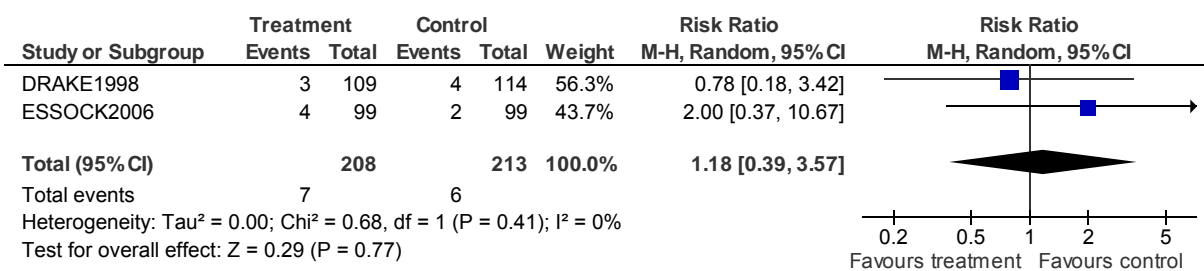 Treatment Control Risk Ratio Risk Ratio
Study or Subgroup Events Total Events Total Weight M-H, Random, 95% CI M-H, Random, 95% CI
DRAKE1998 3 109 4 114 56.3% 0.78 [0.18, 3.42]
ESSOCK2006 4 99 2 99 43.7% 2.00 [0.37, 10.67]
Total (95% CI) 208 213 100.0% 1.18 [0.39, 3.57]
Total events 7 6
Heterogeneity: Tau² = 0.00; Chi² = 0.68, df = 1 (P = 0.41); I² = 0%
Test for overall effect: Z = 0.29 (P = 0.77)
0.2 0.5 1 2 5
Favours treatment Favours control